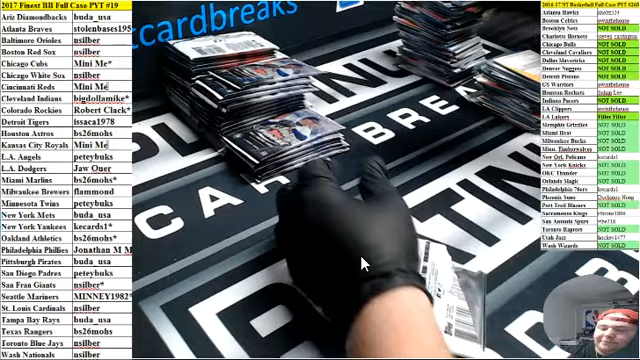 2017 Finest BB Full Case PYT #19
Ariz Diamondbacks buda_usa
Atlanta Braves stolenbases195
Baltimore Orioles nsilber
Boston Red Sox nsilber
Chicago Cubs Mini Me*
Chicago White Sox nsilber
Cincinnati Reds Mini Me
Cleveland Indians bigdollamike*
Colorado Rockies Robert Clack*
Detroit Tigers issaca1978
Houston Astros bs26mohs
Kansas City Royals Mini Me
L.A. Angels peteybuks
L.A. Dodgers Jaw Ouer
Miami Marlins bs26mohs*
Milwaukee Brewers flammond
Minnesota Twins peteybuks
New York Mets buda_usa
New York Yankees kecards1*
Oakland Athletics bs26mohs*
Philadelphia Phillies Jonathan M M
Pittsburgh Pirates buda_usa
San Diego Padres peteybuks
San Fran Giants nsilber*
Seattle Mariners MINNEY1982*
St. Louis Cardinals nsilber
Tampa Bay Rays buda_usa
Texas Rangers bs26mohs
Toronto Blue Jays nsilber
Wash Nationals nsilber
ccardbreaks
CARD BREA
2016-17 NT Basketball Full Case PYT
Atlanta Hawks
Boston Celtics
Brooklyn Nets NOT SOLD
Charlotte Hornets
Chicago Bulls NOT SOLD
Cleveland Cavaliers NOT SOLD
Dallas Mavericks NOT SOLD
Denver Nuggets NOT SOLD
Detroit Pistons NOT SOLD
GS Warriors
Houston Rockets
Indiana Pacers NOT SOLD
LA Clippers
LA Lakers Filler Filler
Memphis Grizzlies NOT SOLD
Miami Heat NOT SOLD
Milwaukee Bucks NOT SOLD
Minn. Timberwolves NOT SOLD
New Orl. Pelicans kecards1
New York Knicks NOT SOLD
OKC Thunder NOT SOLD
Orlando Magic NOT SOLD
Philadelphia 76ers kecards1
Phoenix Suns
Port Trail Blazers NOT SOLD
Sacramento Kings
San Antonio Spurs
Toronto Raptors NOT SOLD
Utah Jazz
Wash Wizards NOT SOLD